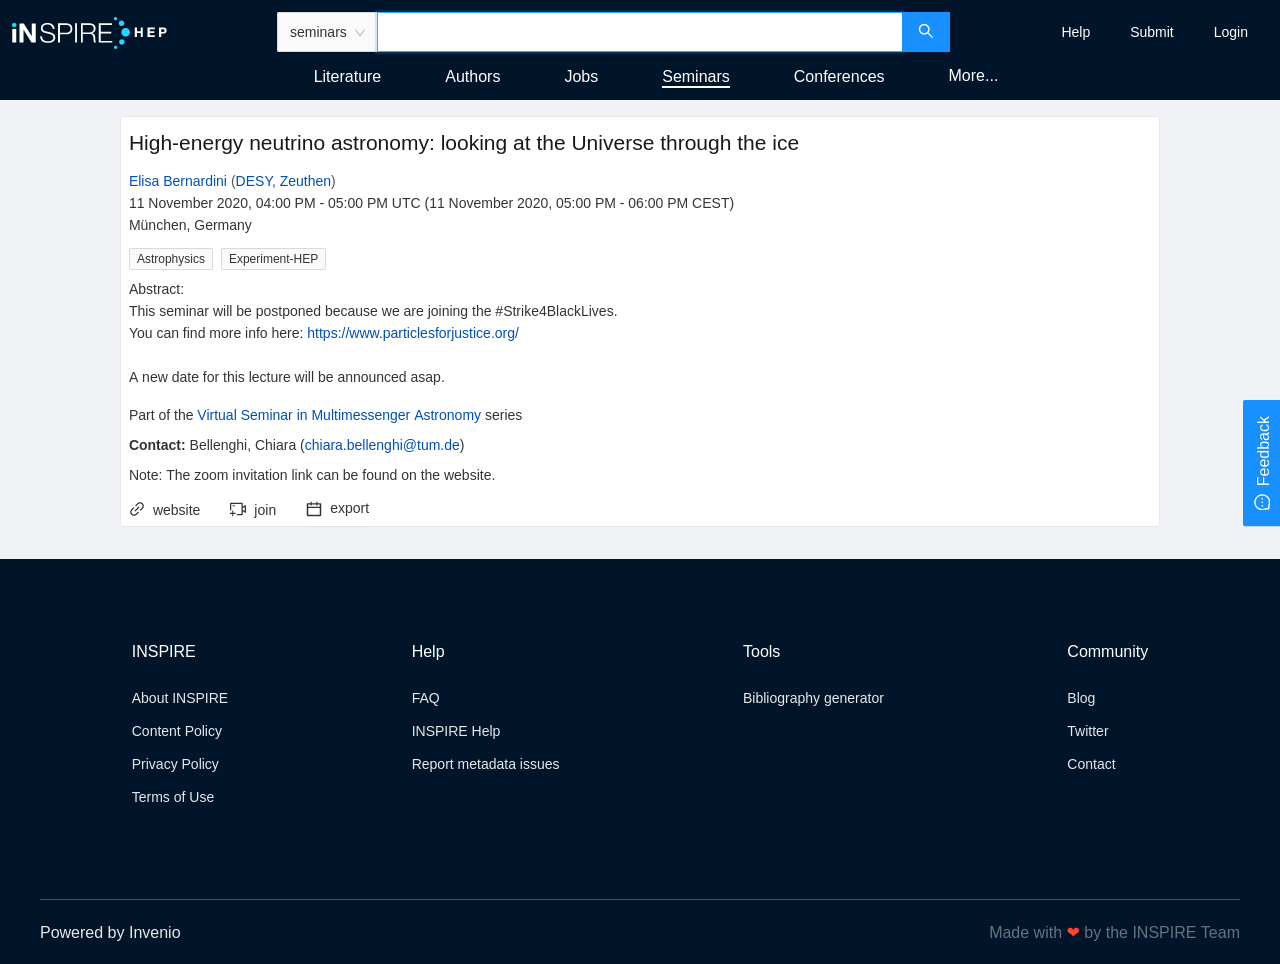 iNSPIRE HEP
seminars
Help
Submit
Login
Literature
Authors
Jobs
Seminars
Conferences
More...
High-energy neutrino astronomy: looking at the Universe through the ice
Elisa Bernardini (DESY, Zeuthen)
11 November 2020, 04:00 PM - 05:00 PM UTC (11 November 2020, 05:00 PM - 06:00 PM CEST)
München, Germany
Astrophysics
Experiment-HEP
Abstract:
This seminar will be postponed because we are joining the #Strike4BlackLives.
You can find more info here: https://www.particlesforjustice.org/
A new date for this lecture will be announced asap.
Part of the Virtual Seminar in Multimessenger Astronomy series
Contact: Bellenghi, Chiara (chiara.bellenghi@tum.de)
Note: The zoom invitation link can be found on the website.
website
join
export
Feedback
INSPIRE
About INSPIRE
Content Policy
Privacy Policy
Terms of Use
Help
FAQ
INSPIRE Help
Report metadata issues
Tools
Bibliography generator
Community
Blog
Twitter
Contact
Powered by Invenio
Made with ❤ by the INSPIRE Team